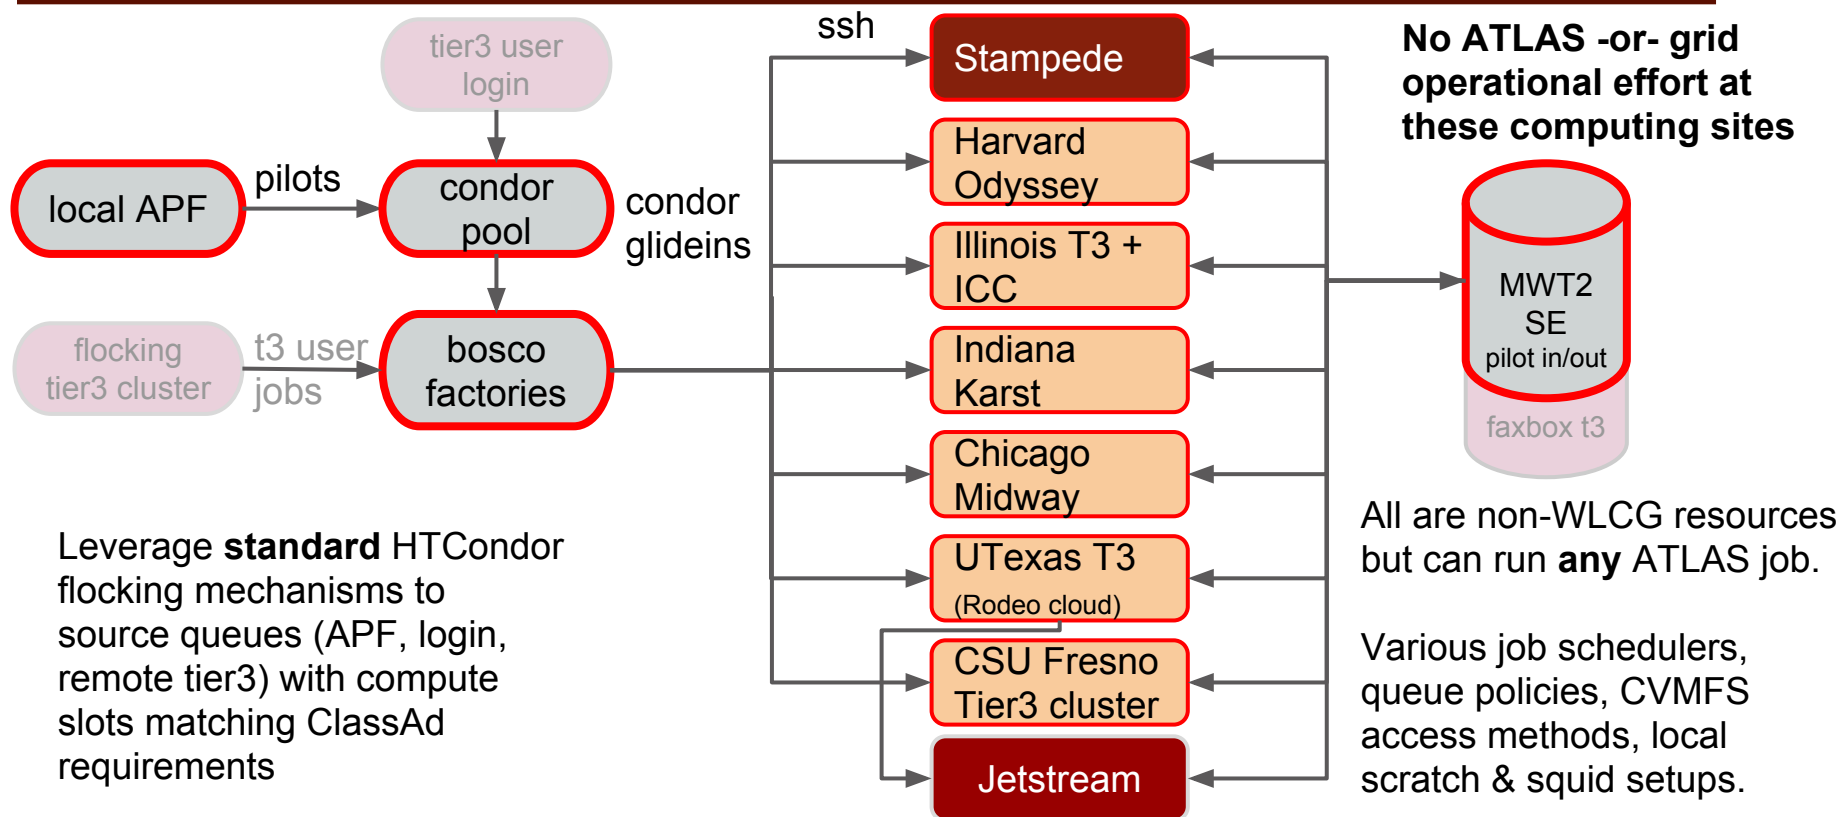 ssh
tier3 user
login
local APF
pilots
condor
pool
condor
glideins
flocking
tier3 cluster
t3 user
jobs
bosco
factories
Leverage standard HTCondor
flocking mechanisms to
source queues (APF, login,
remote tier3) with compute
slots matching ClassAd
requirements
Stampede
Harvard
Odyssey
Illinois T3 +
ICC
Indiana
Karst
Chicago
Midway
UTexas T3
(Rodeo cloud)
CSU Fresno
Tier3 cluster
Jetstream
No ATLAS -or- grid
operational effort at
these computing sites
MWT2
SE
pilot in/out
faxbox t3
All are non-WLCG resources
but can run any ATLAS job.
Various job schedulers,
queue policies, CVMFS
access methods, local
scratch & squid setups.